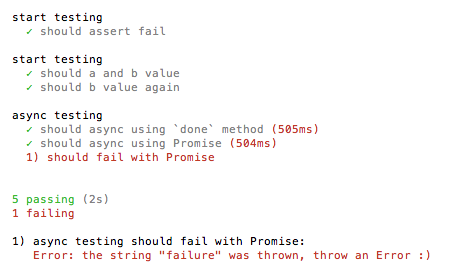 start testing
✓ should assert fail
start testing
✓ should a and b value
✓ should b value again
async testing
✓ should async using `done` method (505ms)
✓ should async using Promise (504ms)
1) should fail with Promise
5 passing (2s)
1 failing
1) async testing should fail with Promise:
Error: the string "failure" was thrown, throw an Error :)